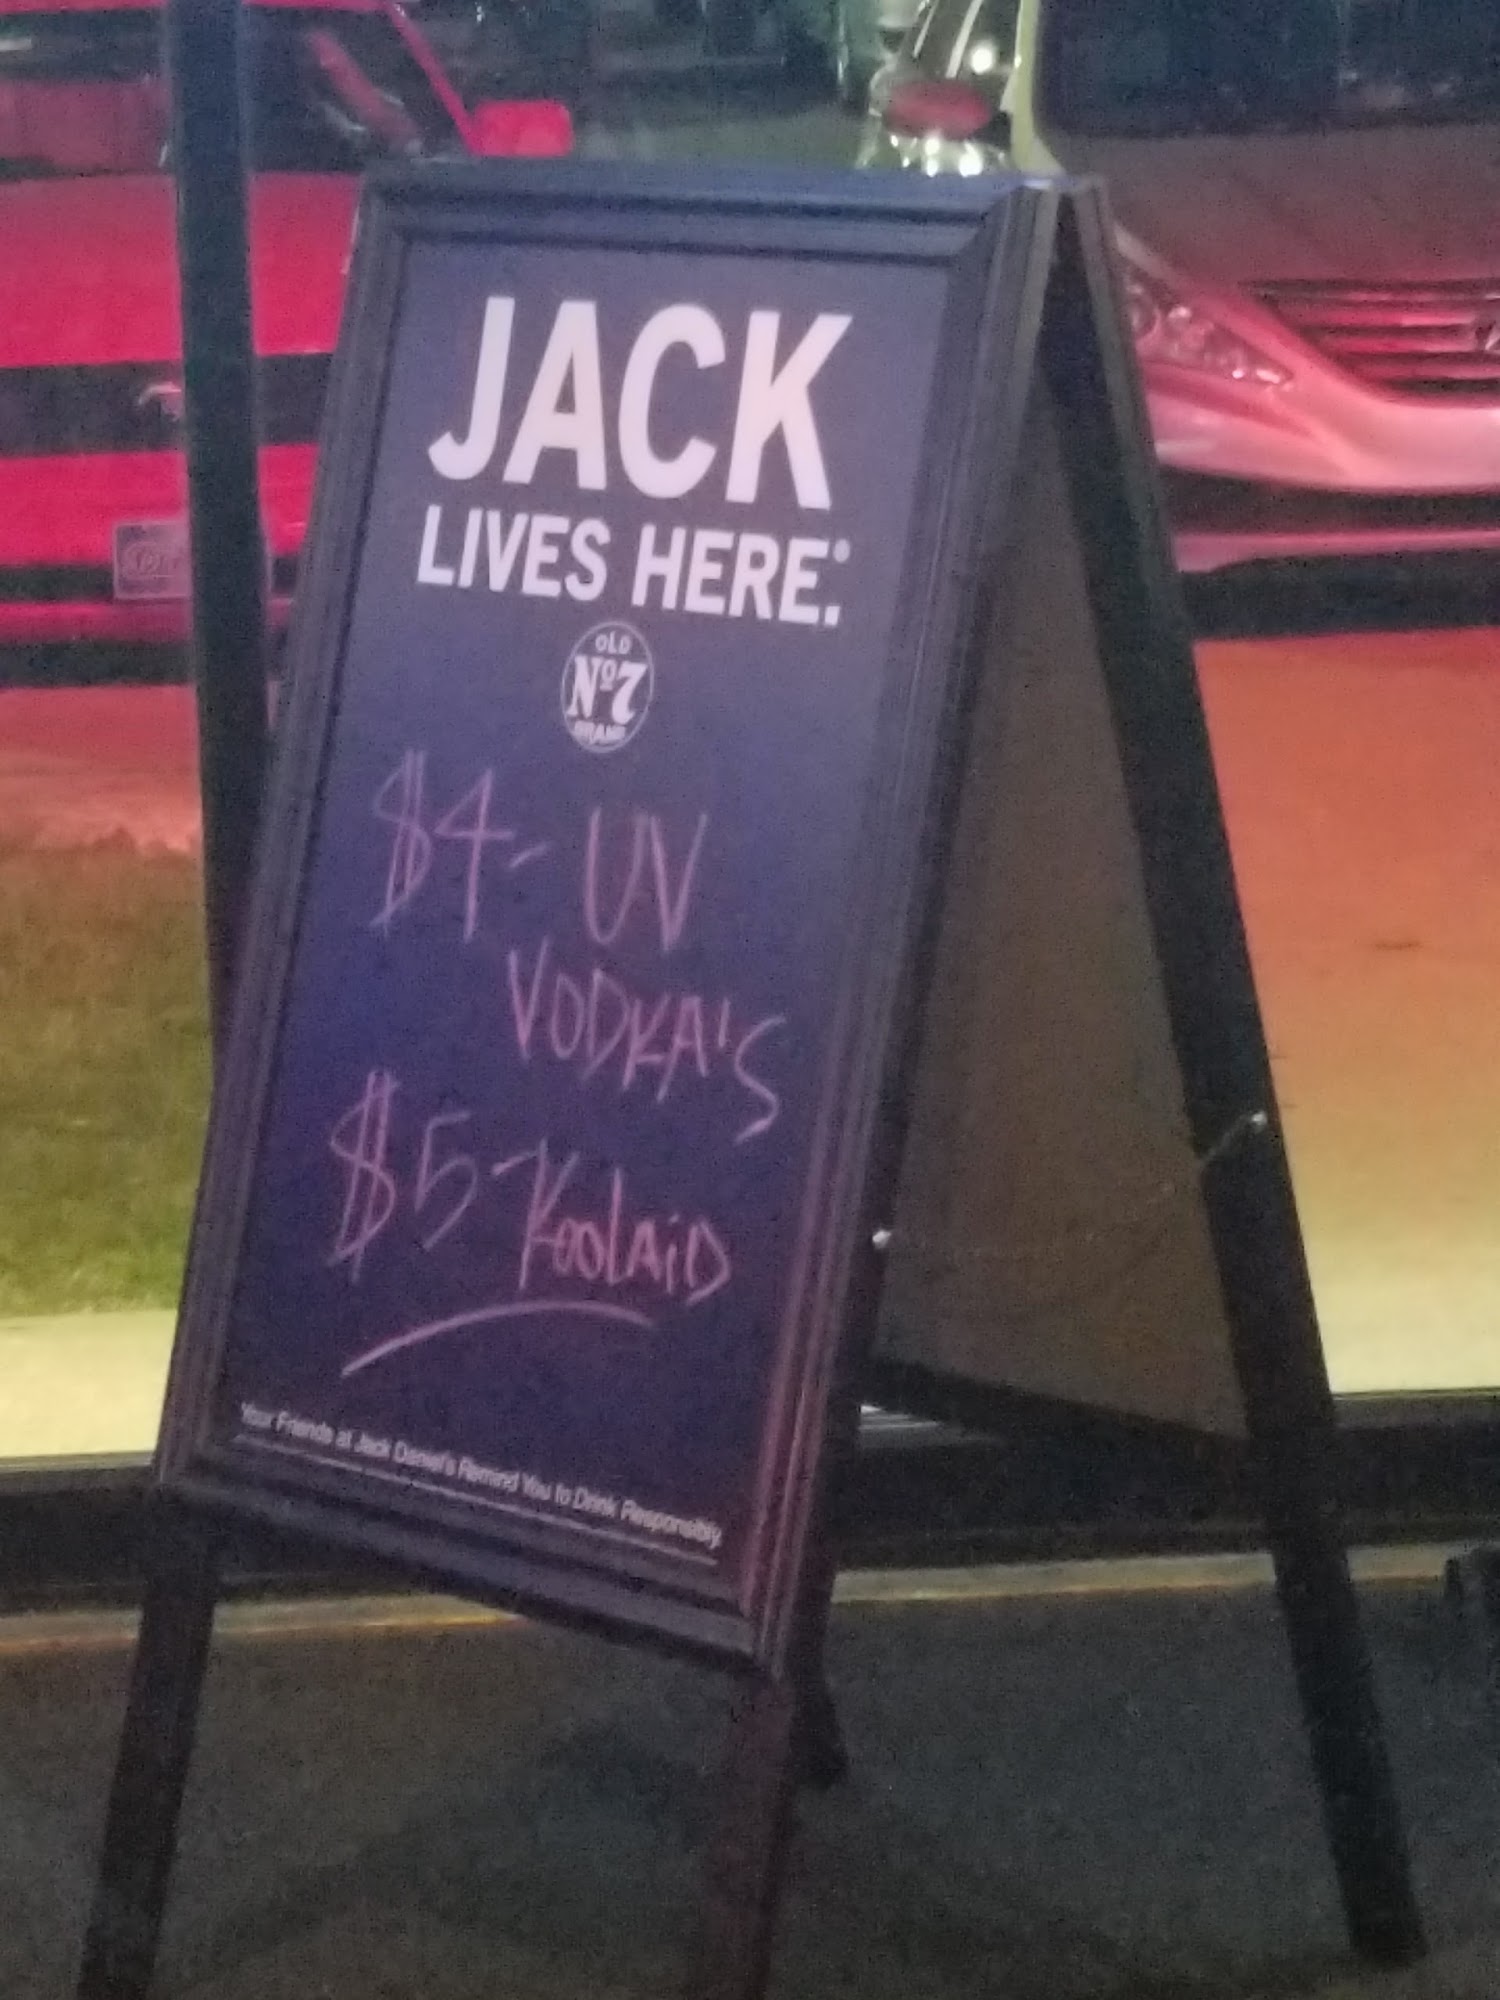 JACK
LIVES HERE.
OLD
Nº7
BRAND
$4- UV
VODKA'S
$5-KOOLAiD
Your Friends at Jack Daniel's Remind You to Drink Responsibly.